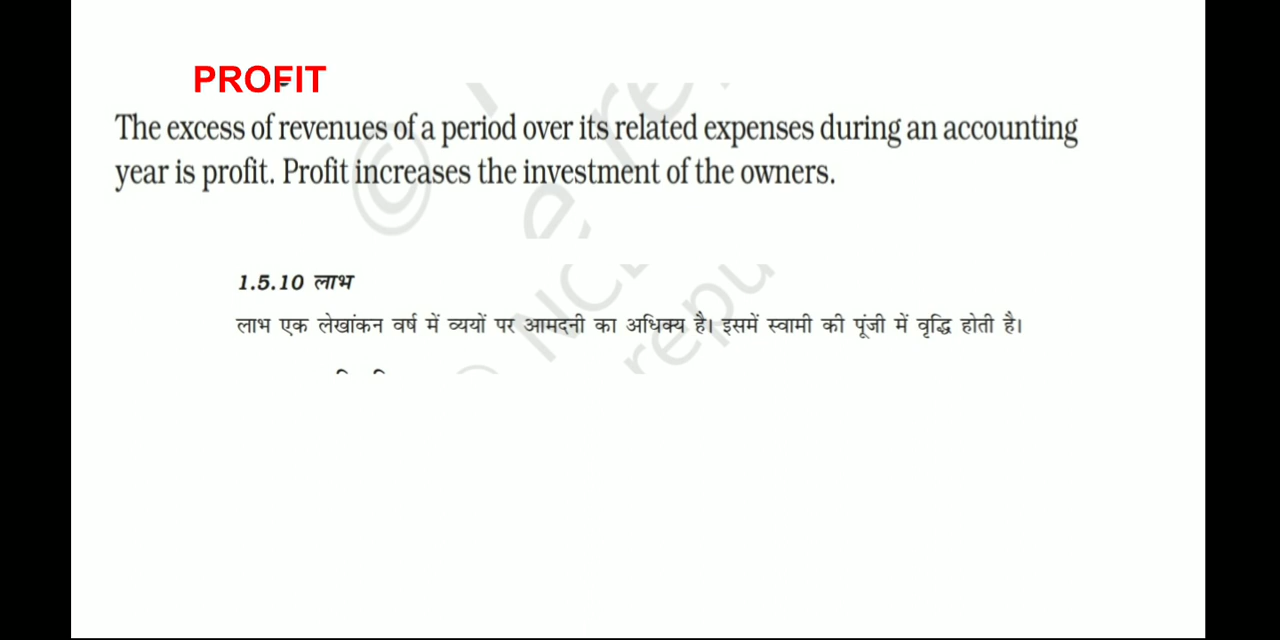 PROFIT
The excess of revenues of a period over its related expenses during an accounting
year is profit. Profit increases the investment of the owners.
1.5.10 लाभ
लाभ एक लेखांकन वर्ष में व्ययों पर आमदनी का अधिक्य है। इसमें स्वामी की पूंजी में वृद्धि होती है।